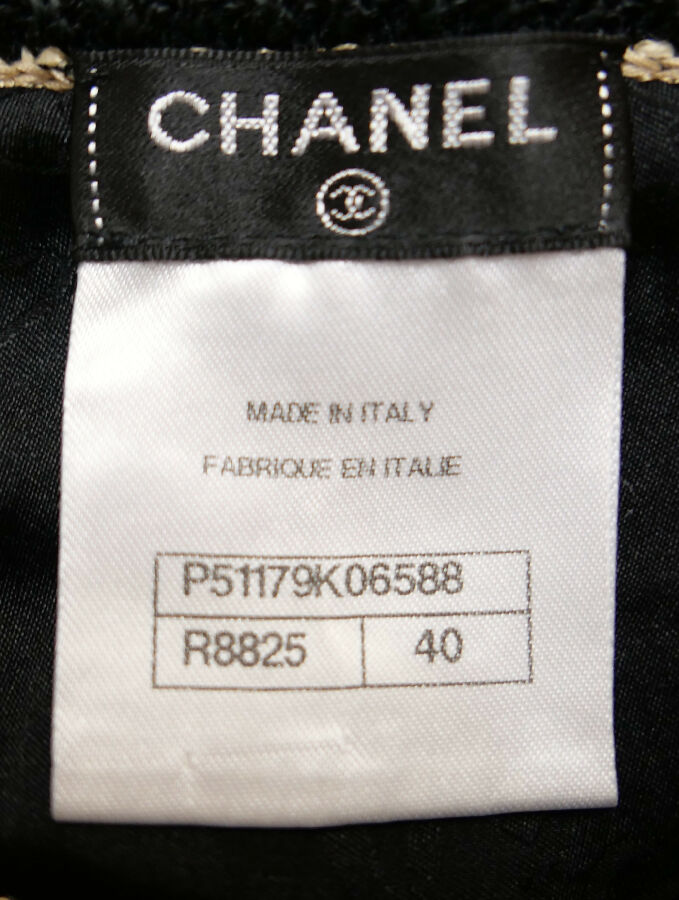 CHANEL
MADE IN ITALY
FABRIQUE EN ITALIE
P51179K06588
R8825 40